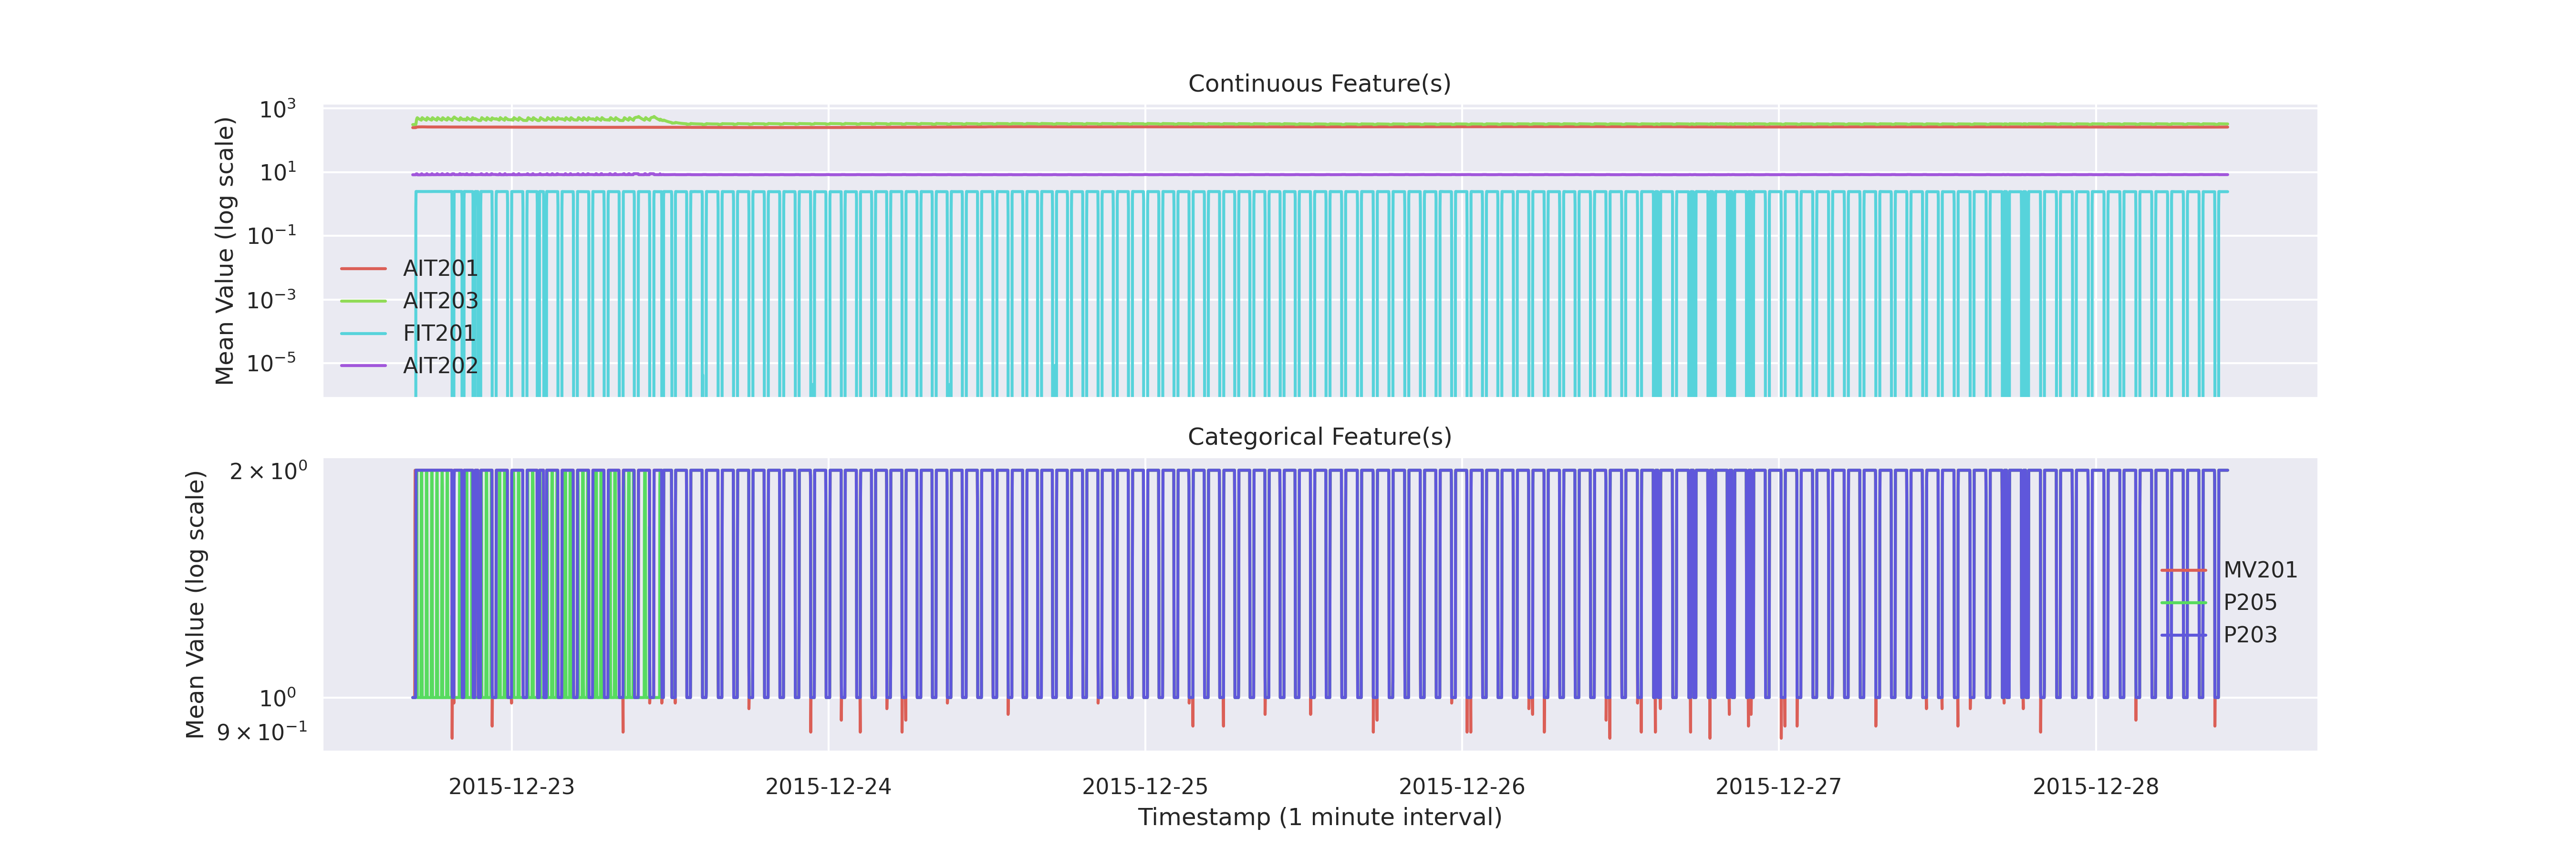 Continuous Feature(s)
Mean Value (log scale)
10³
10¹
10⁻¹
10⁻³
10⁻⁵
AIT201
AIT203
FIT201
AIT202
Categorical Feature(s)
Mean Value (log scale)
2 × 10⁰
10⁰
9 × 10⁻¹
MV201
P205
P203
2015-12-23 2015-12-24 2015-12-25 2015-12-26 2015-12-27 2015-12-28
Timestamp (1 minute interval)